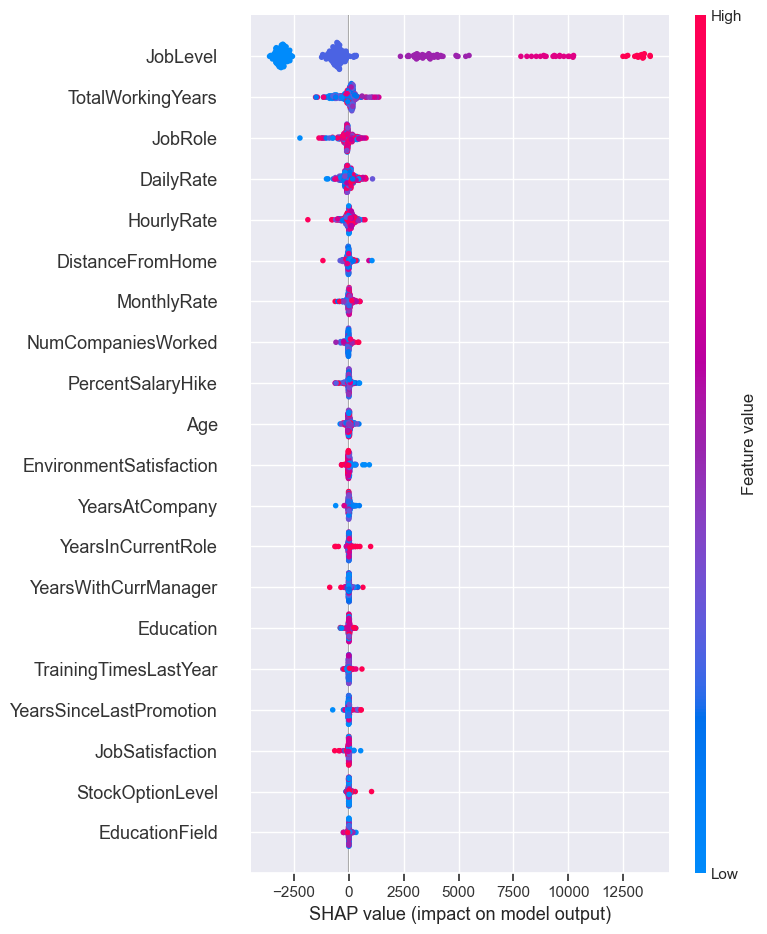 High
JobLevel
TotalWorkingYears
JobRole
DailyRate
HourlyRate
DistanceFromHome
MonthlyRate
NumCompaniesWorked
PercentSalaryHike
Age
EnvironmentSatisfaction
YearsAtCompany
YearsInCurrentRole
YearsWithCurrManager
Education
TrainingTimesLastYear
YearsSinceLastPromotion
JobSatisfaction
StockOptionLevel
EducationField
Feature value
Low
−2500 0 2500 5000 7500 10000 12500
SHAP value (impact on model output)